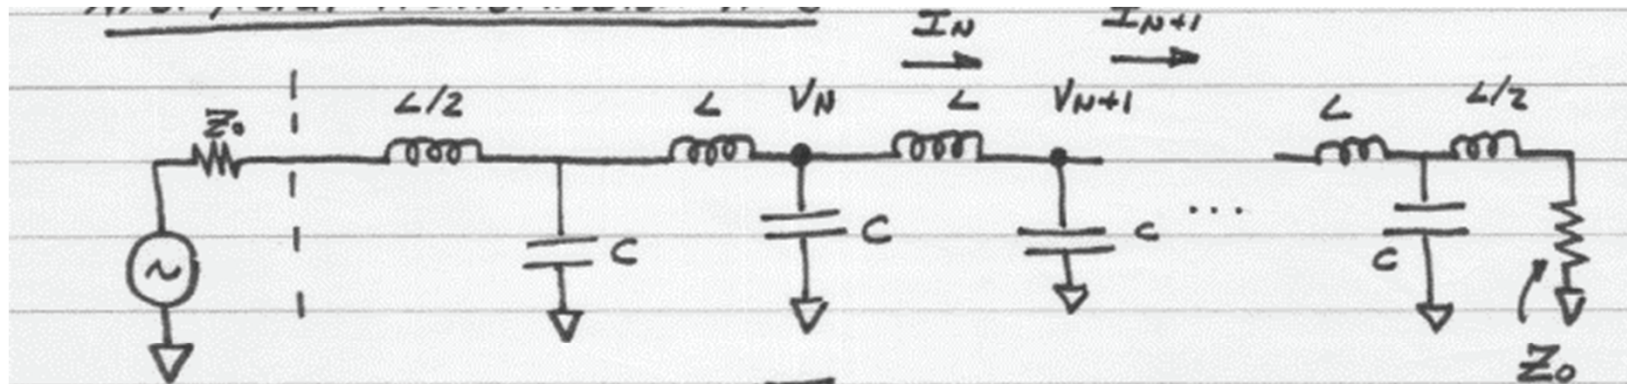 I_N I_N+1
Z₀ L/2 L V_N L V_N+1 L L/2
~ C C C ... C
Z₀